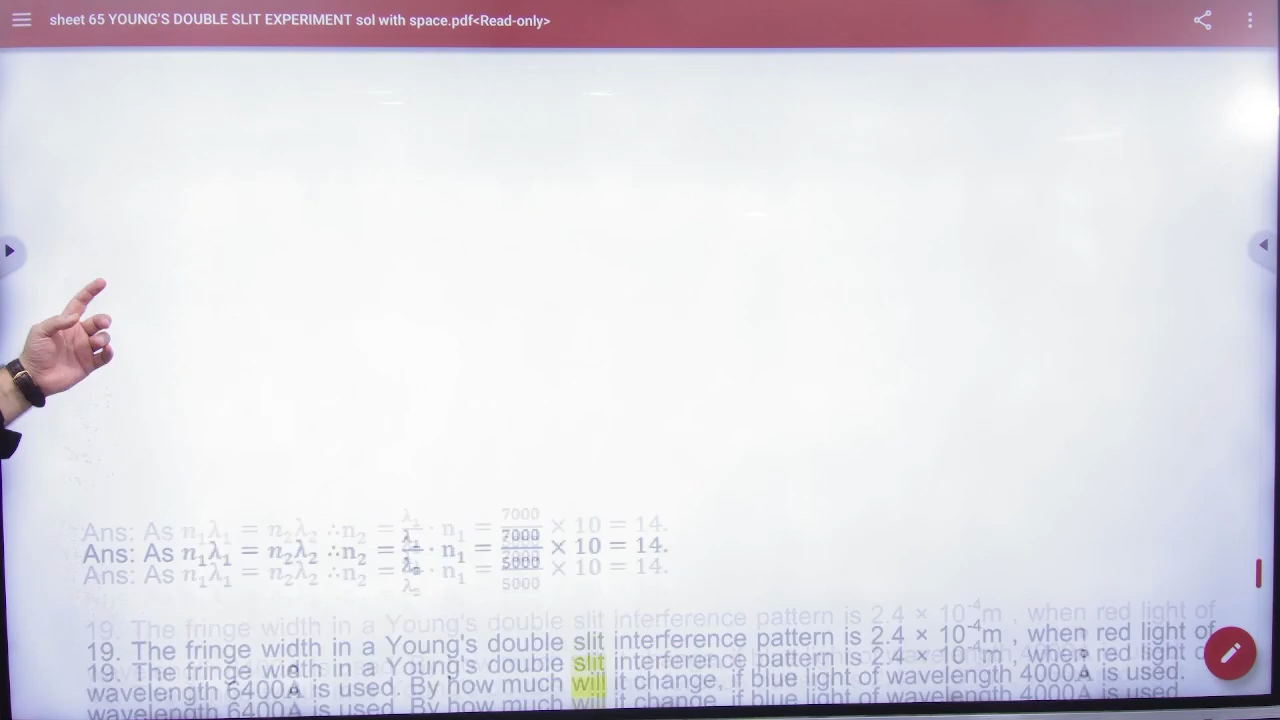 sheet 65 YOUNG'S DOUBLE SLIT EXPERIMENT sol with space.pdf<Read-only>
Ans: As n₁λ₁ = n₂λ₂ ∴n₂ = λ₁/λ₂ · n₁ = 7000/5000 × 10 = 14.
19. The fringe width in a Young's double slit interference pattern is 2.4 × 10⁻⁴m , when red light of
wavelength 6400Å is used. By how much will it change, if blue light of wavelength 4000Å is used.